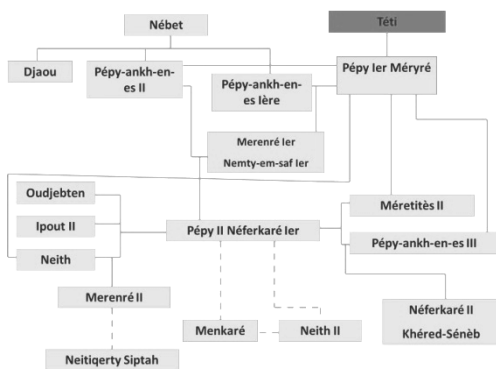 Nébet
Téti
Djaou
Pépy-ankh-en-
es II
Pépy-ankh-en-
es Ière
Pépy Ier Méryré
Merenré Ier
Nemty-em-saf Ier
Oudjebten
Ipout II
Neith
Pépy II Néferkaré Ier
Méretitès II
Pépy-ankh-en-es III
Merenré II
Menkaré
Neith II
Néferkaré II
Khéred-Sénèb
Neitiqerty Siptah